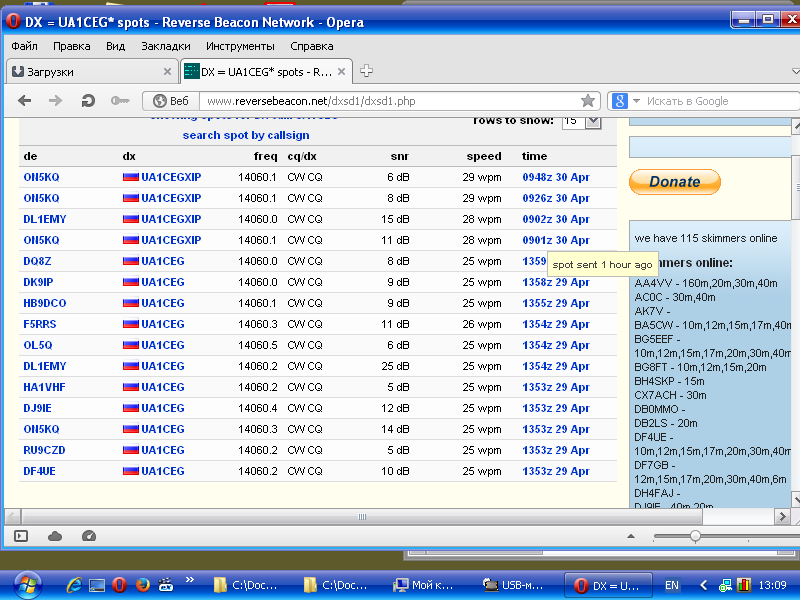 DX = UA1CEG* spots - Reverse Beacon Network - Opera
Файл Правка Вид Закладки Инструменты Справка
Загрузки DX = UA1CEG* spots - R...
Веб www.reversebeacon.net/dxsd1/dxsd1.php Искать в Google
rows to show: 15
search spot by callsign
de dx freq cq/dx snr speed time
ON5KQ UA1CEGXIP 14060.1 CW CQ 6 dB 29 wpm 0948z 30 Apr
ON5KQ UA1CEGXIP 14060.1 CW CQ 8 dB 29 wpm 0926z 30 Apr
DL1EMY UA1CEGXIP 14060.0 CW CQ 15 dB 28 wpm 0902z 30 Apr
ON5KQ UA1CEGXIP 14060.1 CW CQ 11 dB 28 wpm 0901z 30 Apr
DQ8Z UA1CEG 14060.0 CW CQ 8 dB 25 wpm 1359
spot sent 1 hour ago
DK9IP UA1CEG 14060.0 CW CQ 9 dB 25 wpm 1358z 29 Apr
HB9DCO UA1CEG 14060.1 CW CQ 9 dB 25 wpm 1355z 29 Apr
F5RRS UA1CEG 14060.3 CW CQ 11 dB 26 wpm 1354z 29 Apr
OL5Q UA1CEG 14060.5 CW CQ 6 dB 25 wpm 1354z 29 Apr
DL1EMY UA1CEG 14060.2 CW CQ 25 dB 25 wpm 1354z 29 Apr
HA1VHF UA1CEG 14060.2 CW CQ 5 dB 25 wpm 1353z 29 Apr
DJ9IE UA1CEG 14060.4 CW CQ 12 dB 25 wpm 1353z 29 Apr
ON5KQ UA1CEG 14060.3 CW CQ 14 dB 25 wpm 1353z 29 Apr
RU9CZD UA1CEG 14060.2 CW CQ 5 dB 25 wpm 1353z 29 Apr
DF4UE UA1CEG 14060.2 CW CQ 10 dB 25 wpm 1353z 29 Apr
Donate
we have 115 skimmers online
mmers online:
AA4VV - 160m,20m,30m,40m
AC0C - 30m,40m
AK7V -
BA5CW - 10m,12m,15m,17m,40m
BG5EEF -
10m,12m,15m,17m,20m,30m,40m
BG8FT - 10m,12m,15m,20m
BH4SKP - 15m
CX7ACH - 30m
DB0MMO -
DB2LS - 20m
DF4UE -
10m,12m,15m,17m,20m,30m,40m
DF7GB -
12m,15m,17m,20m,30m,40m,6m
DH4FAJ -
DJ9IE - 40m,20m
C:\Doc... C:\Doc... Мой к... USB-м... DX = U... EN 13:09